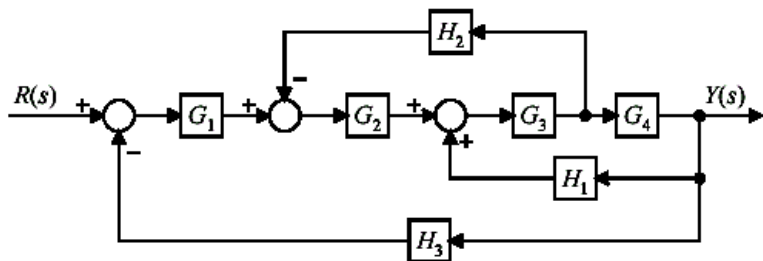 H₂
R(s) + + − G₁ + − G₂ + + G₃ G₄ Y(s)
H₁
H₃